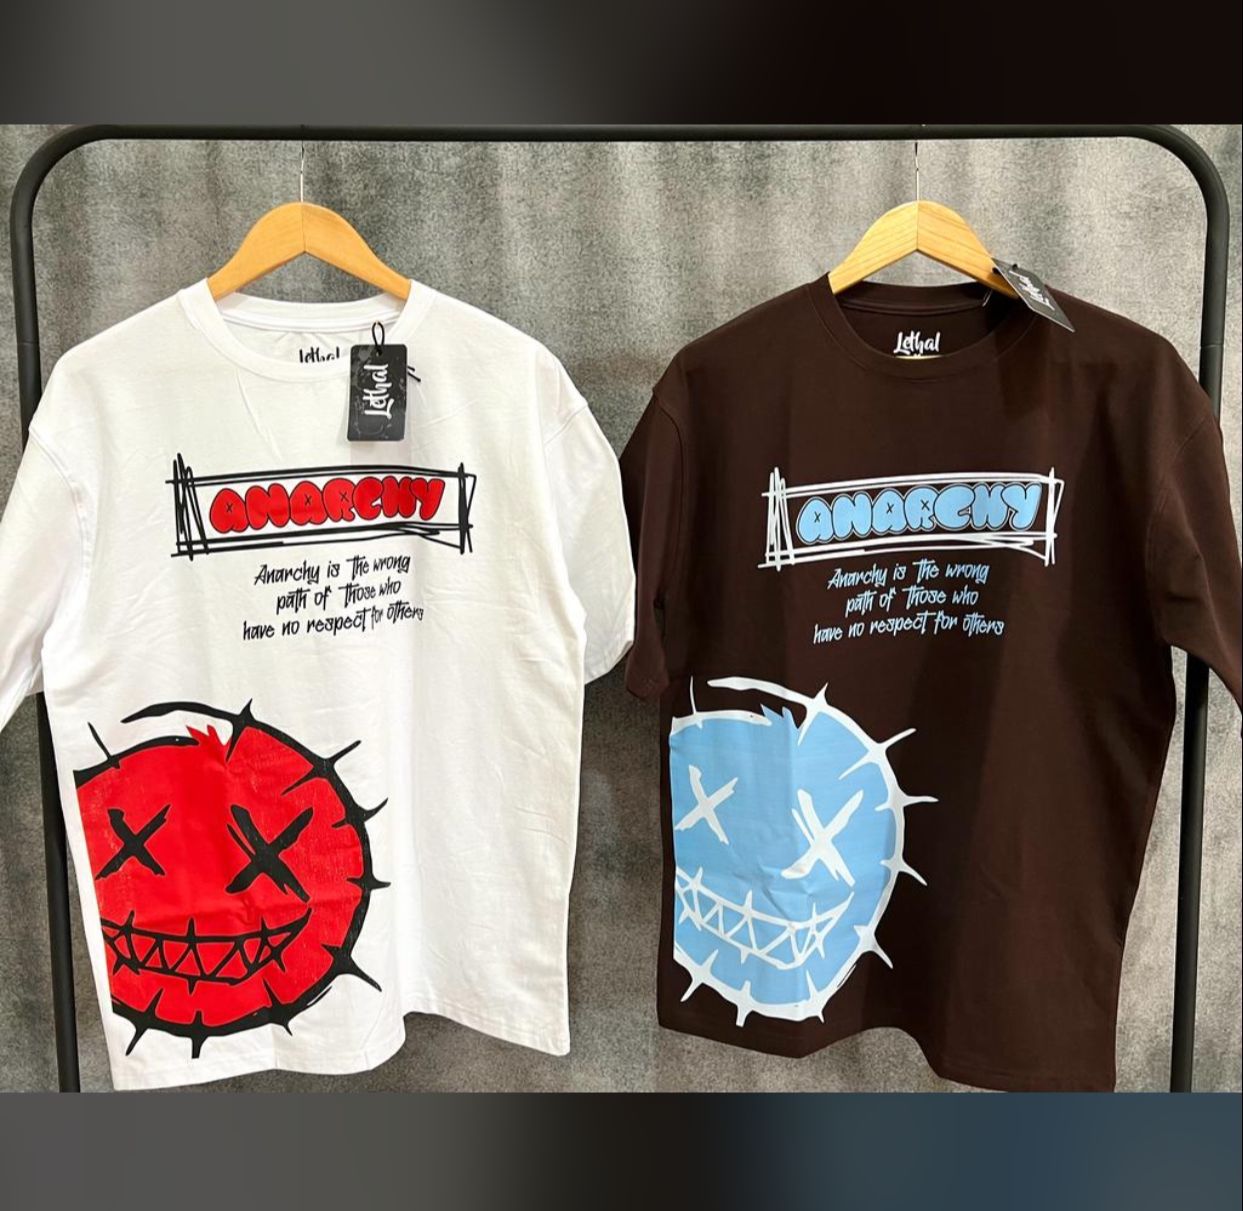 Lethal
Lethal
ANARCHY
Anarchy is the wrong
path of those who
have no respect for others
Lethal
Lethal
ANARCHY
Anarchy is the wrong
path of those who
have no respect for others